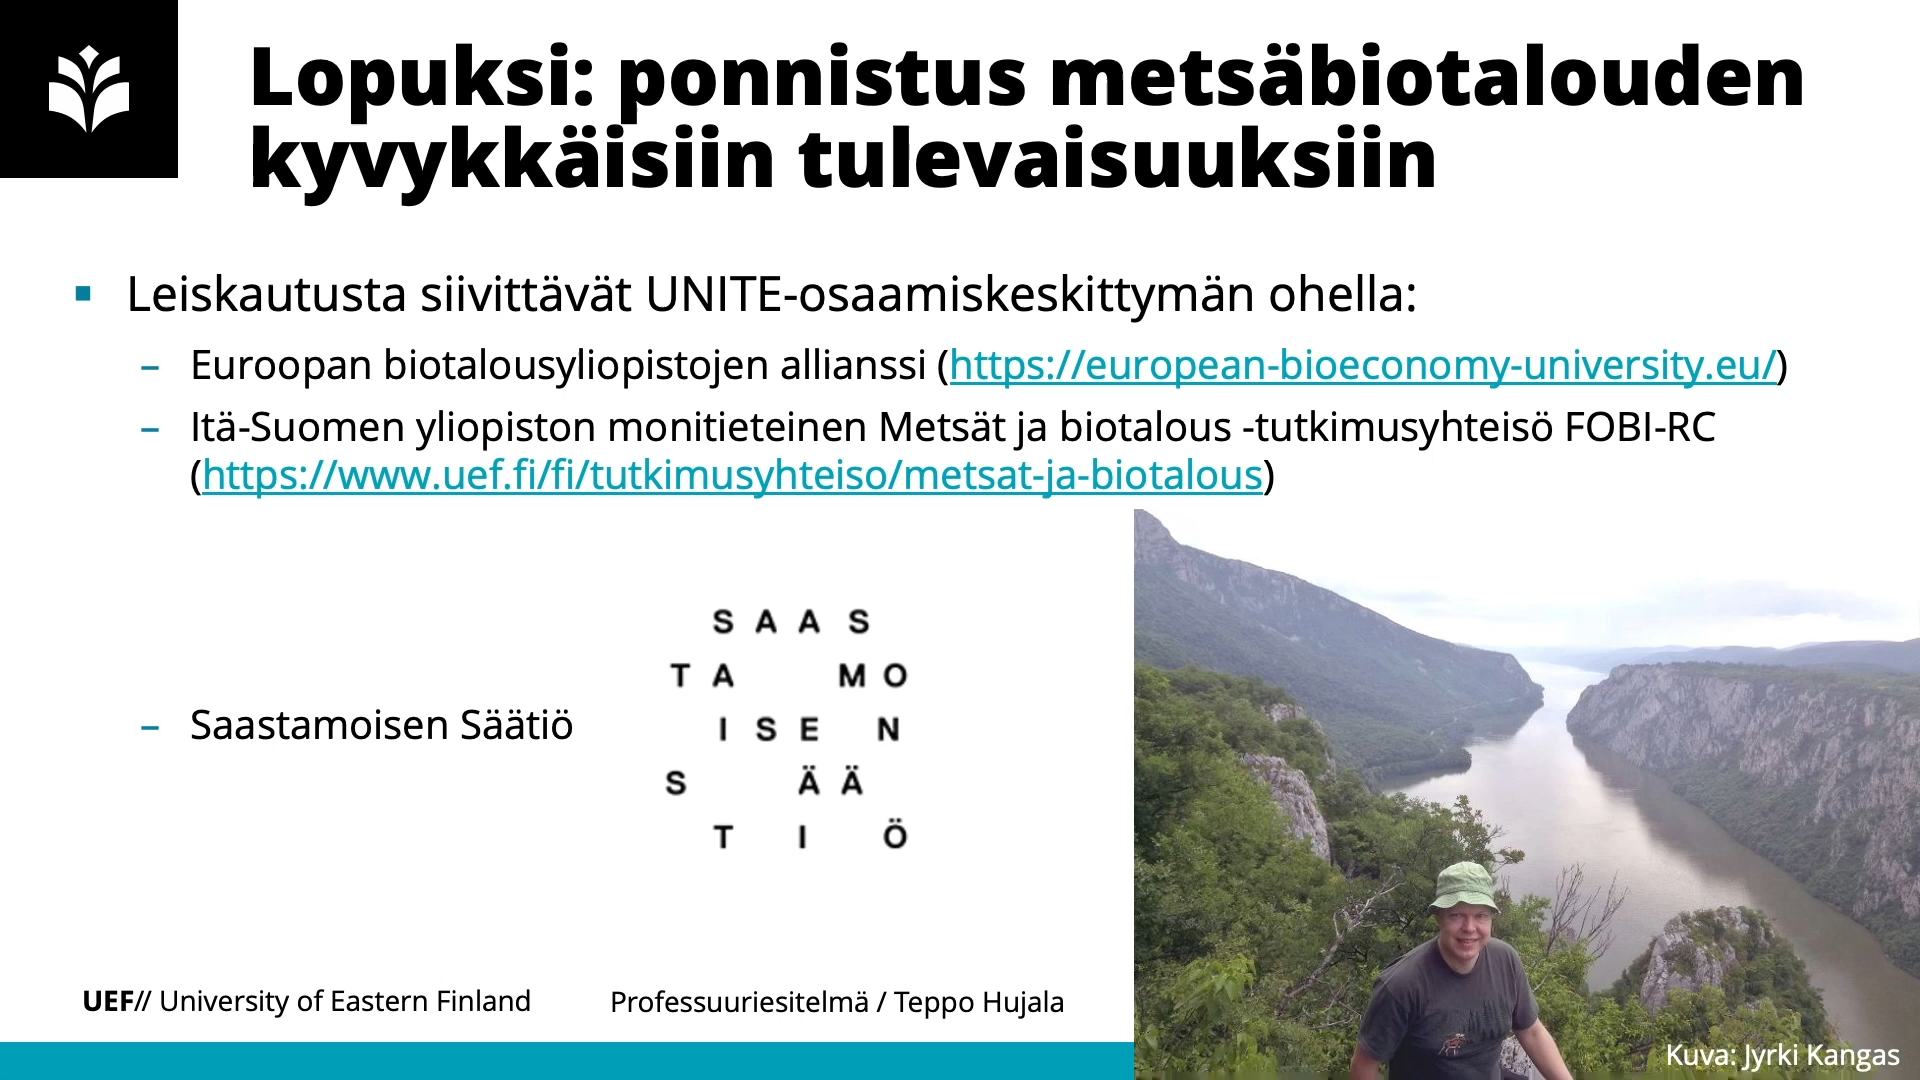 Lopuksi: ponnistus metsäbiotalouden
kyvykkäisiin tulevaisuuksiin
Leiskautusta siivittävät UNITE-osaamiskeskittymän ohella:
– Euroopan biotalousyliopistojen allianssi (https://european-bioeconomy-university.eu/)
– Itä-Suomen yliopiston monitieteinen Metsät ja biotalous -tutkimusyhteisö FOBI-RC
(https://www.uef.fi/fi/tutkimusyhteiso/metsat-ja-biotalous)
– Saastamoisen Säätiö
S A A S
T A M O
I S E N
S Ä Ä
T I Ö
UEF// University of Eastern Finland
Professuuriesitelmä / Teppo Hujala
Kuva: Jyrki Kangas